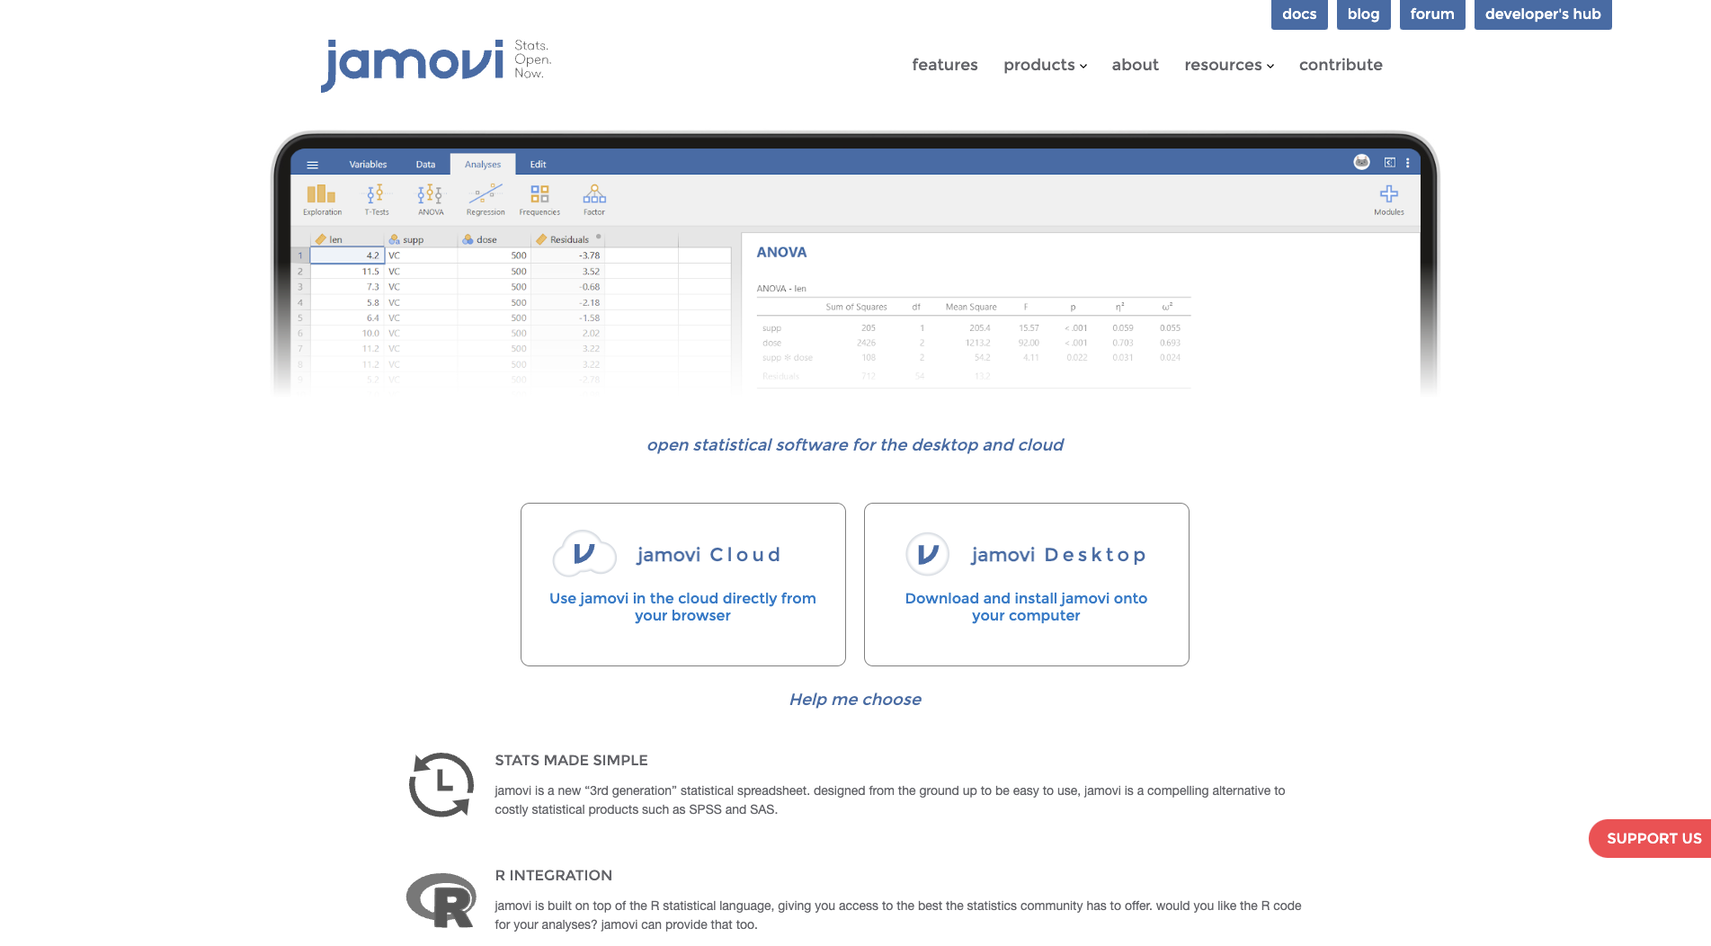 docs
blog
forum
developer's hub
jamovi
Stats.
Open.
Now.
features
products
about
resources
contribute
Variables
Data
Analyses
Edit
Exploration
T-Tests
ANOVA
Regression
Frequencies
Factor
Modules
len supp dose Residuals
1 4.2 VC 500 -3.78
2 11.5 VC 500 3.52
3 7.3 VC 500 -0.68
4 5.8 VC 500 -2.18
5 6.4 VC 500 -1.58
6 10.0 VC 500 2.02
7 11.2 VC 500 3.22
8 11.2 VC 500 3.22
9 5.2 VC 500 -2.78
ANOVA
ANOVA - len
Sum of Squares df Mean Square F p η² ω²
supp 205 1 205.4 15.57 < .001 0.059 0.055
dose 2426 2 1213.2 92.00 < .001 0.703 0.693
supp ✻ dose 108 2 54.2 4.11 0.022 0.031 0.024
Residuals 712 54 13.2
open statistical software for the desktop and cloud
jamovi Cloud
Use jamovi in the cloud directly from
your browser
jamovi Desktop
Download and install jamovi onto
your computer
Help me choose
STATS MADE SIMPLE
jamovi is a new “3rd generation” statistical spreadsheet. designed from the ground up to be easy to use, jamovi is a compelling alternative to
costly statistical products such as SPSS and SAS.
SUPPORT US
R INTEGRATION
jamovi is built on top of the R statistical language, giving you access to the best the statistics community has to offer. would you like the R code
for your analyses? jamovi can provide that too.